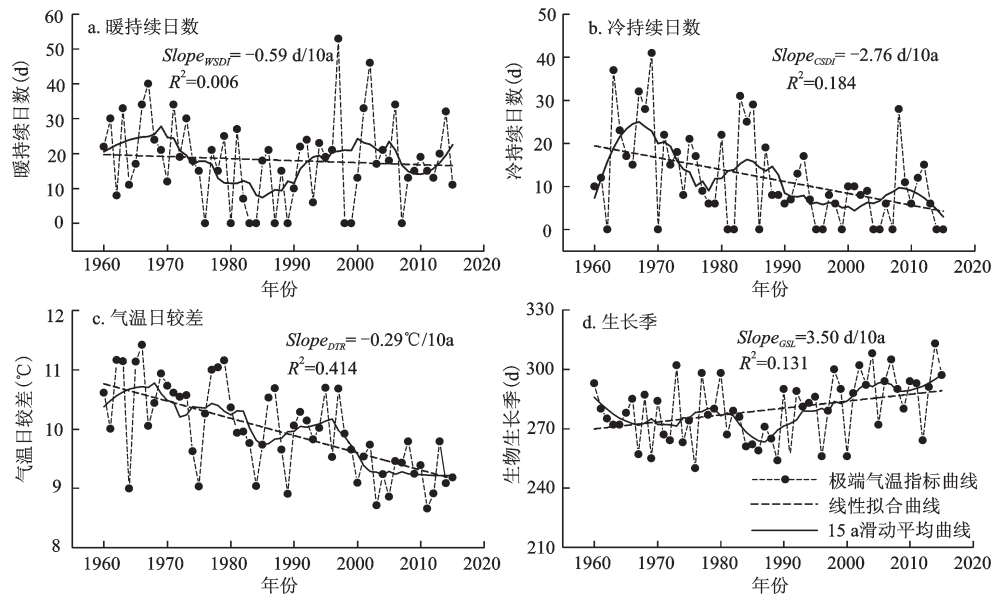 a. 暖持续日数
Slope_WSDI= −0.59 d/10a
R²=0.006
暖持续日数(d)
60
50
40
30
20
10
0
1960 1970 1980 1990 2000 2010 2020
年份
b. 冷持续日数
Slope_CSDI= −2.76 d/10a
R²=0.184
冷持续日数(d)
50
40
30
20
10
0
1960 1970 1980 1990 2000 2010 2020
年份
c. 气温日较差
Slope_DTR= −0.29℃/10a
R²=0.414
气温日较差(℃)
12
11
10
9
8
1960 1970 1980 1990 2000 2010 2020
年份
d. 生长季
Slope_GSL=3.50 d/10a
R²=0.131
生物生长季(d)
330
300
270
240
210
极端气温指标曲线
线性拟合曲线
15 a滑动平均曲线
1960 1970 1980 1990 2000 2010 2020
年份